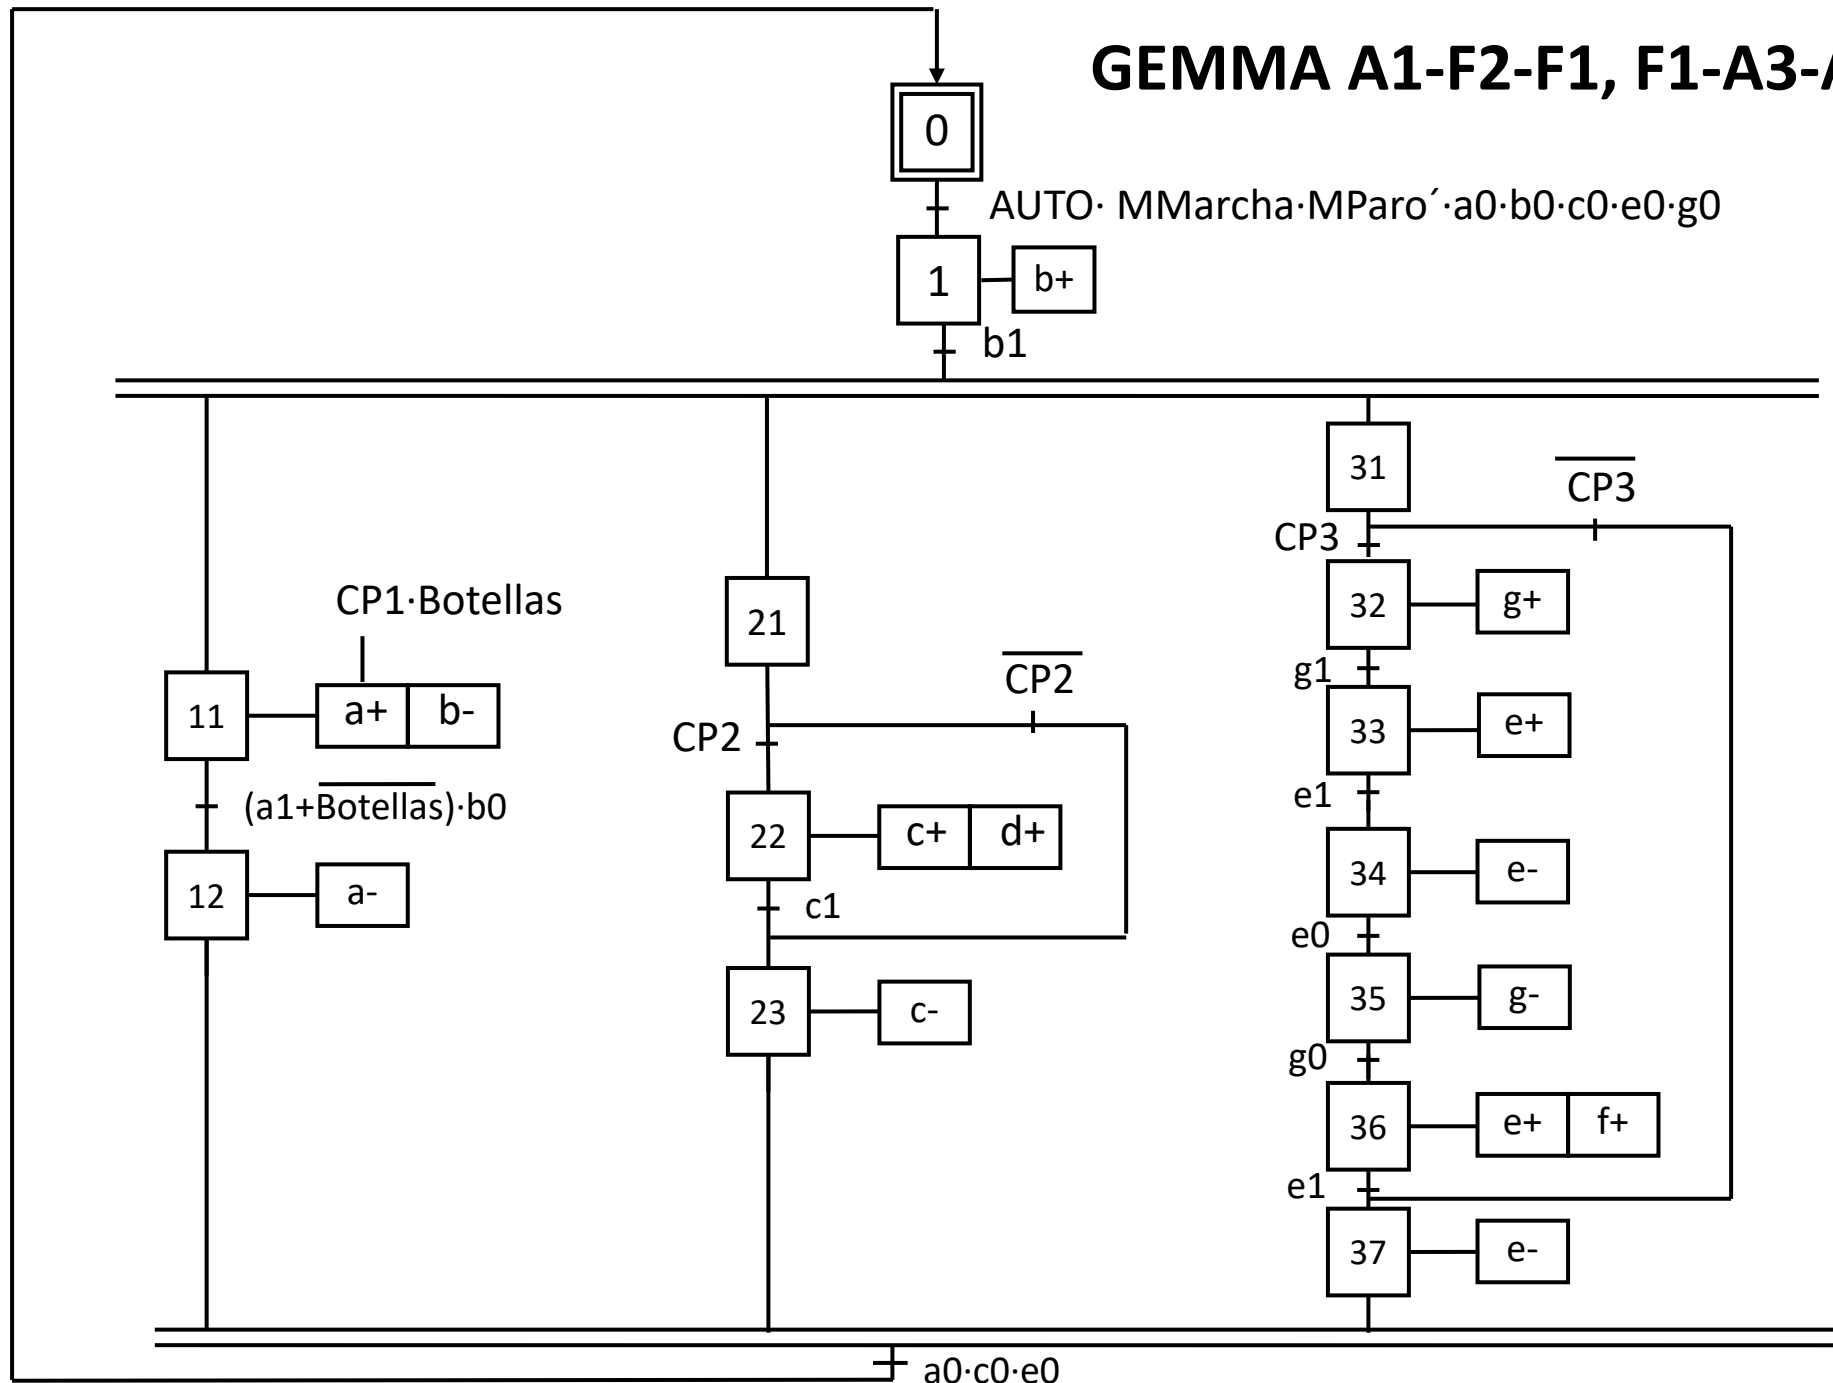 GEMMA A1-F2-F1, F1-A3-A
0
AUTO· MMarcha·MParo´·a0·b0·c0·e0·g0
1
b+
b1
31
CP3
CP3
32
g+
CP1·Botellas
21
g1
CP2
11
a+ b-
33
e+
CP2
e1
(a1+Botellas)·b0
22
c+ d+
34
e-
12
a-
c1
e0
23
c-
35
g-
g0
36
e+ f+
e1
37
e-
a0·c0·e0